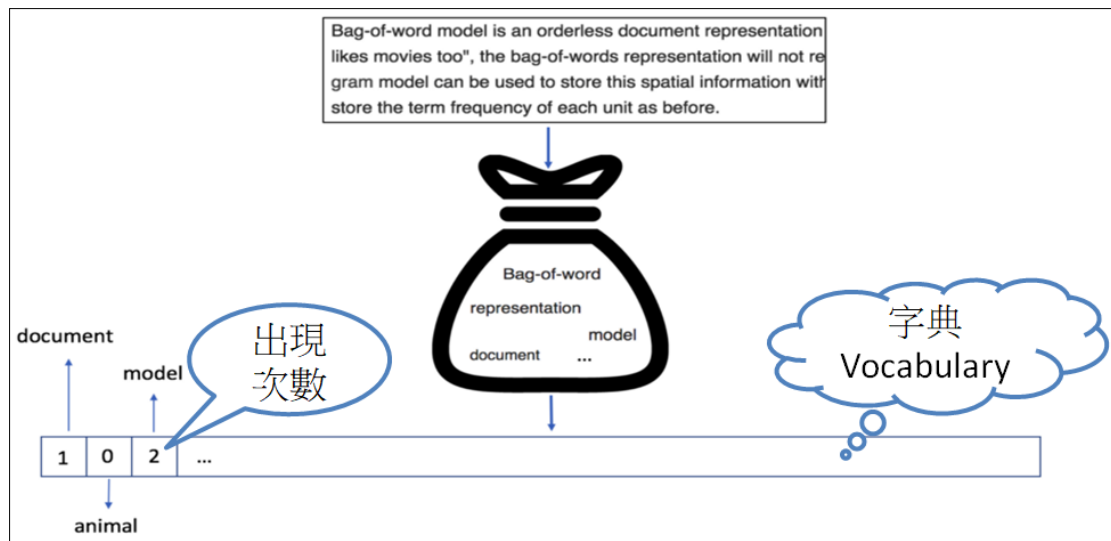 Bag-of-word model is an orderless document representation
likes movies too", the bag-of-words representation will not re
gram model can be used to store this spatial information with
store the term frequency of each unit as before.
Bag-of-word
representation
model
document ...
document
model
出現
次數
字典
Vocabulary
1 0 2 ...
animal